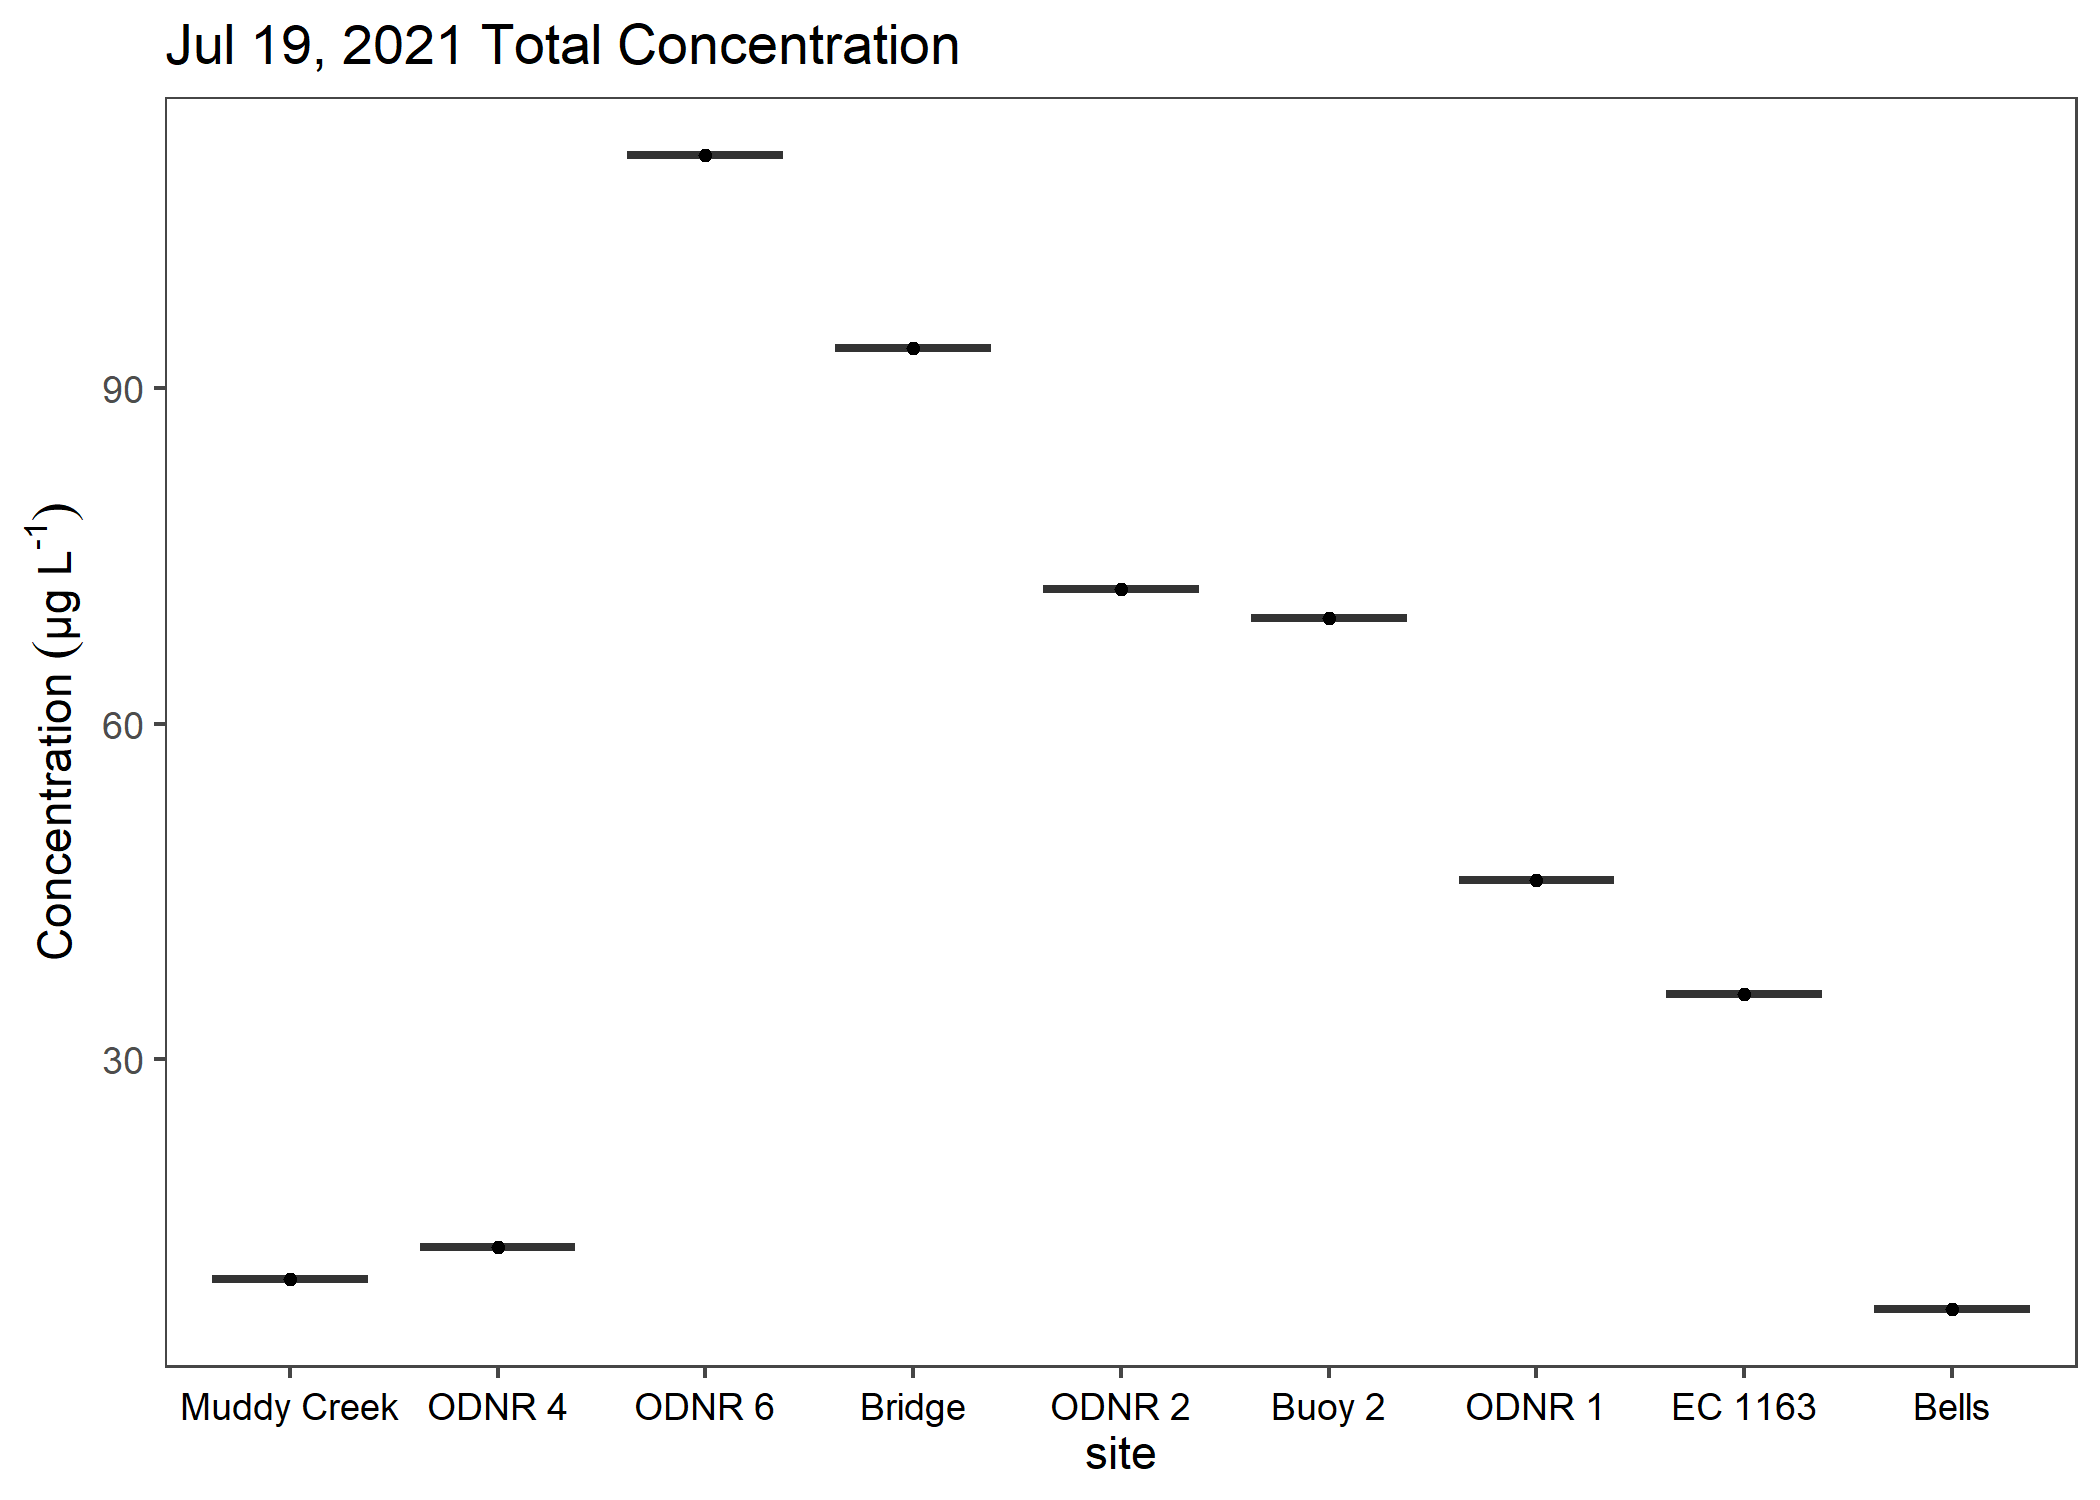 Jul 19, 2021 Total Concentration
Concentration (µg L⁻¹)
90
60
30
Muddy Creek ODNR 4 ODNR 6 Bridge ODNR 2 Buoy 2 ODNR 1 EC 1163 Bells
site